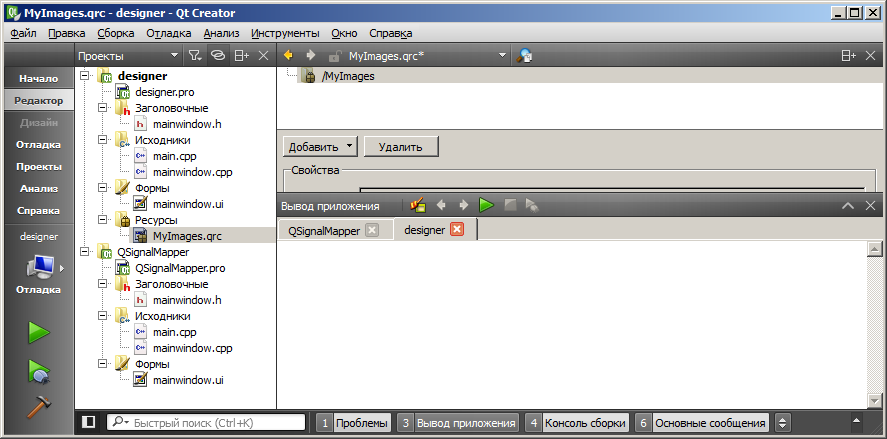 MyImages.qrc - designer - Qt Creator
Файл Правка Сборка Отладка Анализ Инструменты Окно Справка
Проекты
MyImages.qrc*
Начало
Редактор
Дизайн
Отладка
Проекты
Анализ
Справка
designer
Отладка
designer
designer.pro
Заголовочные
mainwindow.h
Исходники
main.cpp
mainwindow.cpp
Формы
mainwindow.ui
Ресурсы
MyImages.qrc
QSignalMapper
QSignalMapper.pro
Заголовочные
mainwindow.h
Исходники
main.cpp
mainwindow.cpp
Формы
mainwindow.ui
/MyImages
Добавить Удалить
Свойства
Вывод приложения
QSignalMapper designer
Быстрый поиск (Ctrl+K) 1 Проблемы 3 Вывод приложения 4 Консоль сборки 6 Основные сообщения